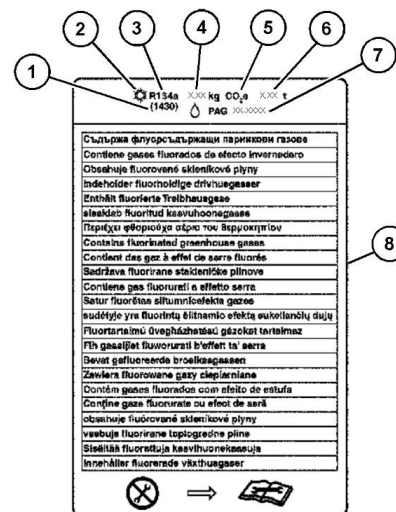 2 3 4 5 6
1 7
R134a ××× kg CO₂e ××× t
(1430) PAG ××××××
Съдържа флуорсъдържащи парникови газове
Contiene gases fluorados de efecto invernadero
Obsahuje fluorované skleníkové plyny
Indeholder fluorholdige drivhusgasser
Enthält fluorierte Treibhausgase
sisaldab fluoritud kasvuhoonegaase
Περιέχει φθοριούχα αέρια του θερμοκηπίου
Contains fluorinated greenhouse gases
Contient des gaz à effet de serre fluorés
Sadržava fluorirane stakleničke plinove
Contiene gas fluorurati a effetto serra
Satur fluorētas siltumnicefekta gāzes
sudėtyje yra fluorintų šiltnamio efektą sukeliančių dujų
Fluortartalmú üvegházhatású gázokat tartalmaz
Fih gassijiet fluworurati b'effett ta' serra
Bevat gefluoreerde broeikasgassen
Zawiera fluorowane gazy cieplarniane
Contém gases fluorados com efeito de estufa
Conține gaze fluorurate cu efect de seră
obsahuje fluórované skleníkové plyny
vsebuje fluorirane toplogredne pline
Sisältää fluorattuja kasvihuonekaasuja
Innehåller fluorerade växthusgaser
8